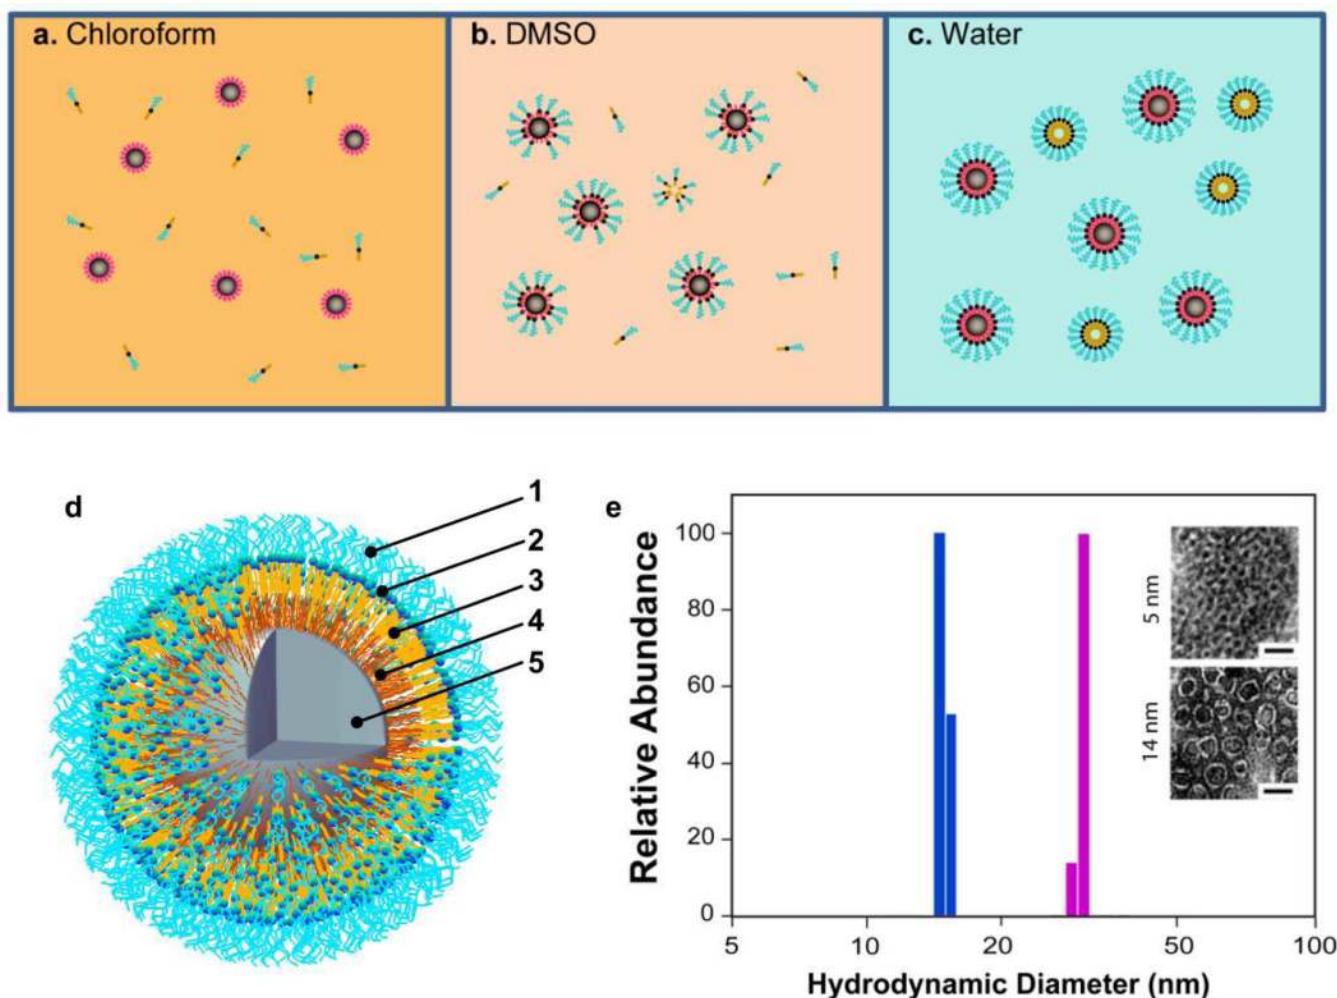 a. Chloroform
b. DMSO
c. Water
d
1
2
3
4
5
e
Relative Abundance
100
80
60
40
20
0
5 nm
14 nm
5
10
20
50
100
Hydrodynamic Diameter (nm)